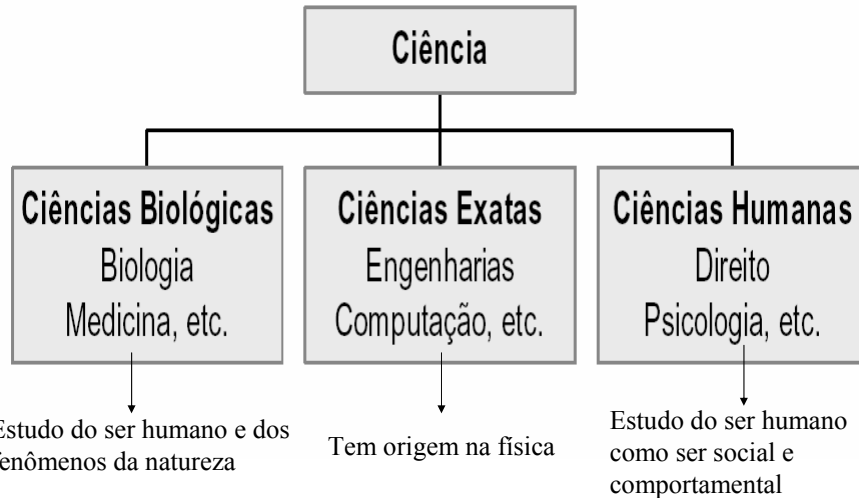 Ciência
Ciências Biológicas
Biologia
Medicina, etc.
Ciências Exatas
Engenharias
Computação, etc.
Ciências Humanas
Direito
Psicologia, etc.
Estudo do ser humano e dos
fenômenos da natureza
Tem origem na física
Estudo do ser humano
como ser social e
comportamental